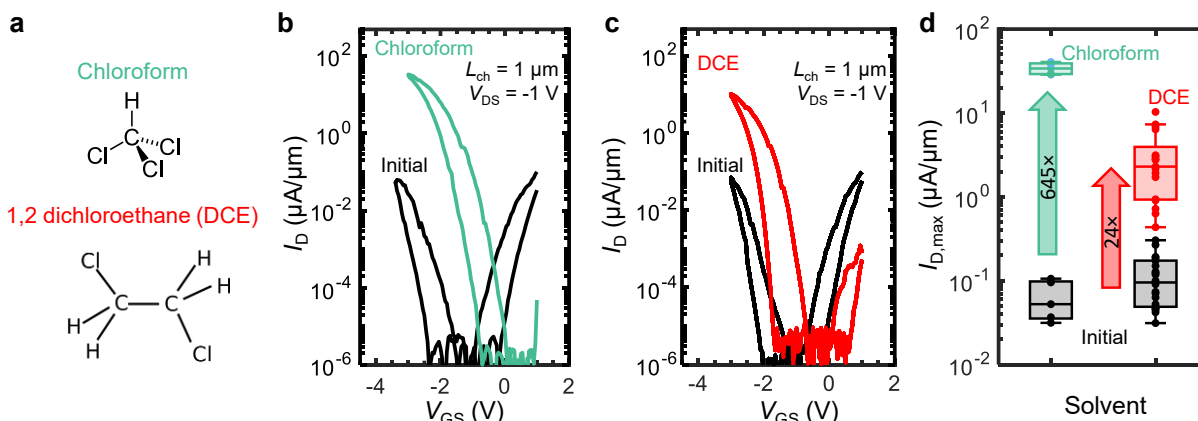 a
Chloroform
H
C
Cl
Cl
Cl
1,2 dichloroethane (DCE)
Cl
H
H
C
C
H
H
Cl
b
Chloroform
L_ch = 1 µm
V_DS = -1 V
Initial
10^2
10^0
10^-2
10^-4
10^-6
I_D (µA/µm)
-4
-2
0
2
V_GS (V)
c
DCE
L_ch = 1 µm
V_DS = -1 V
Initial
10^2
10^0
10^-2
10^-4
10^-6
I_D (µA/µm)
-4
-2
0
2
V_GS (V)
d
Chloroform
DCE
645×
24×
Initial
10^2
10^1
10^0
10^-1
10^-2
I_D,max (µA/µm)
Solvent